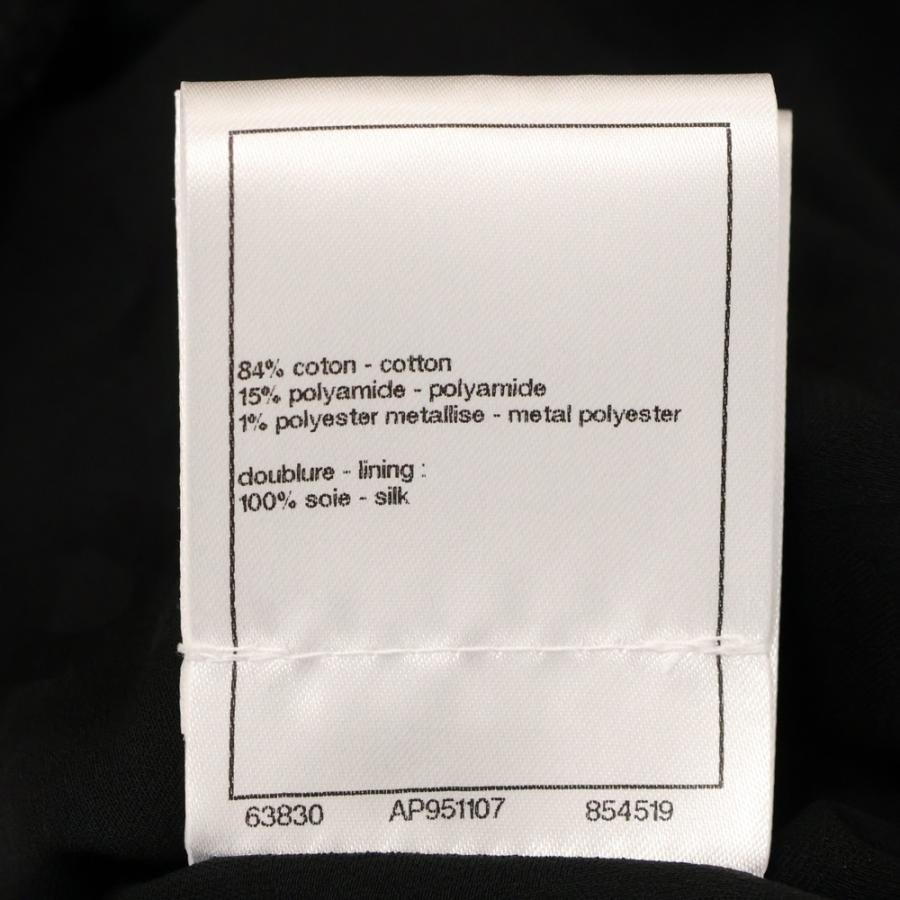 84% coton - cotton
15% polyamide - polyamide
1% polyester metallise - metal polyester
doublure - lining :
100% soie - silk
63830 AP951107 854519